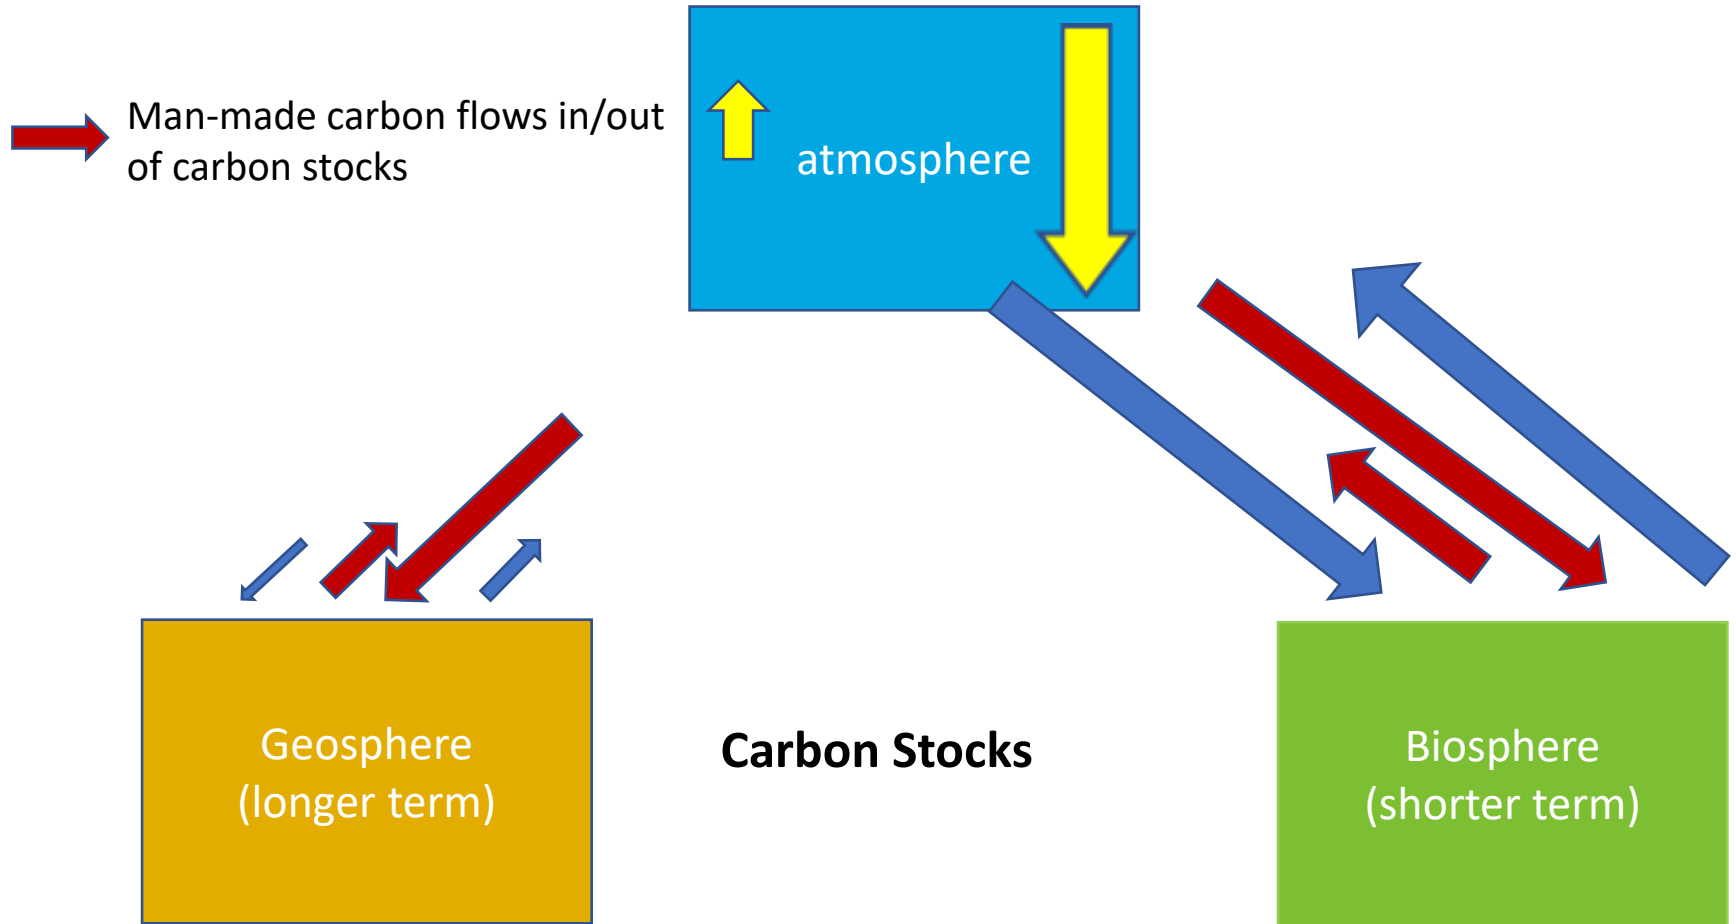 Man-made carbon flows in/out
of carbon stocks
atmosphere
Geosphere
(longer term)
Carbon Stocks
Biosphere
(shorter term)